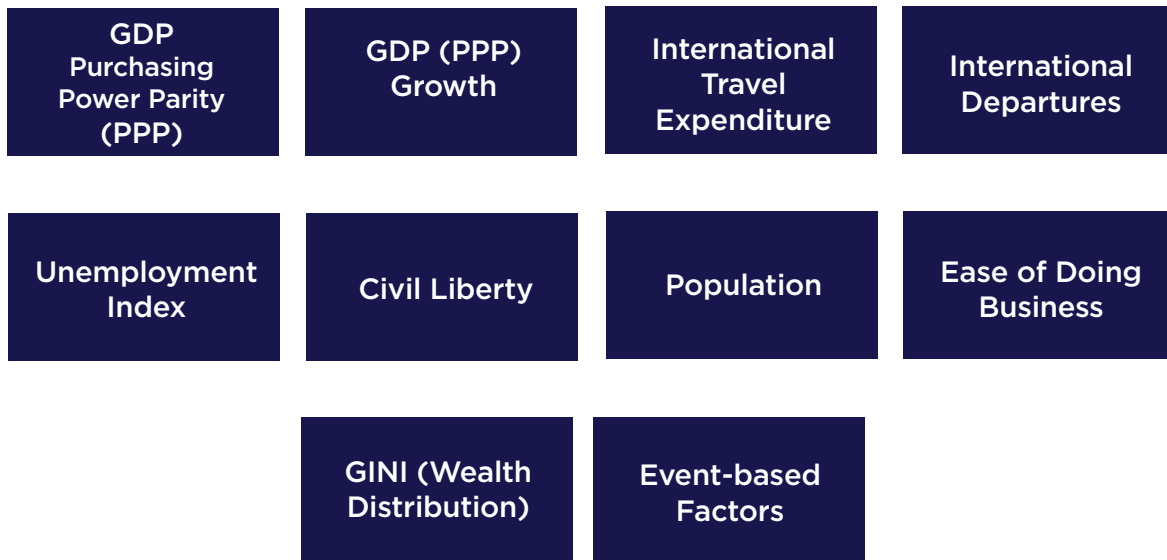 GDP
Purchasing
Power Parity
(PPP)
GDP (PPP)
Growth
International
Travel
Expenditure
International
Departures
Unemployment
Index
Civil Liberty
Population
Ease of Doing
Business
GINI (Wealth
Distribution)
Event-based
Factors